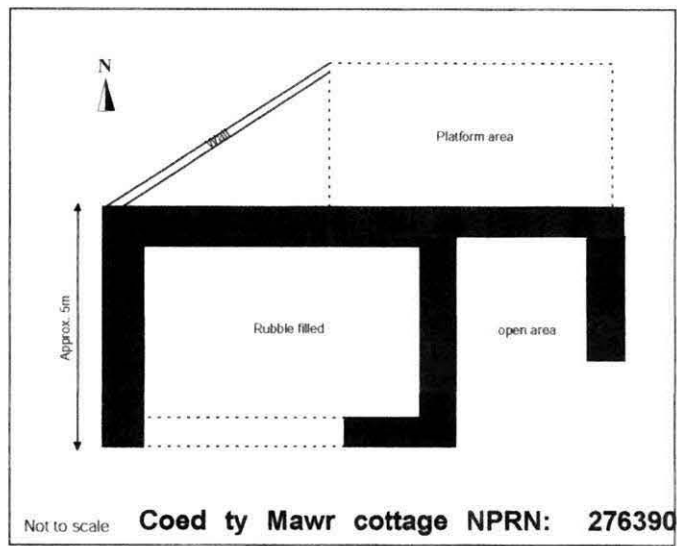 N
Wall
Platform area
Approx. 5m
Rubble filled
open area
Not to scale Coed ty Mawr cottage NPRN: 276390